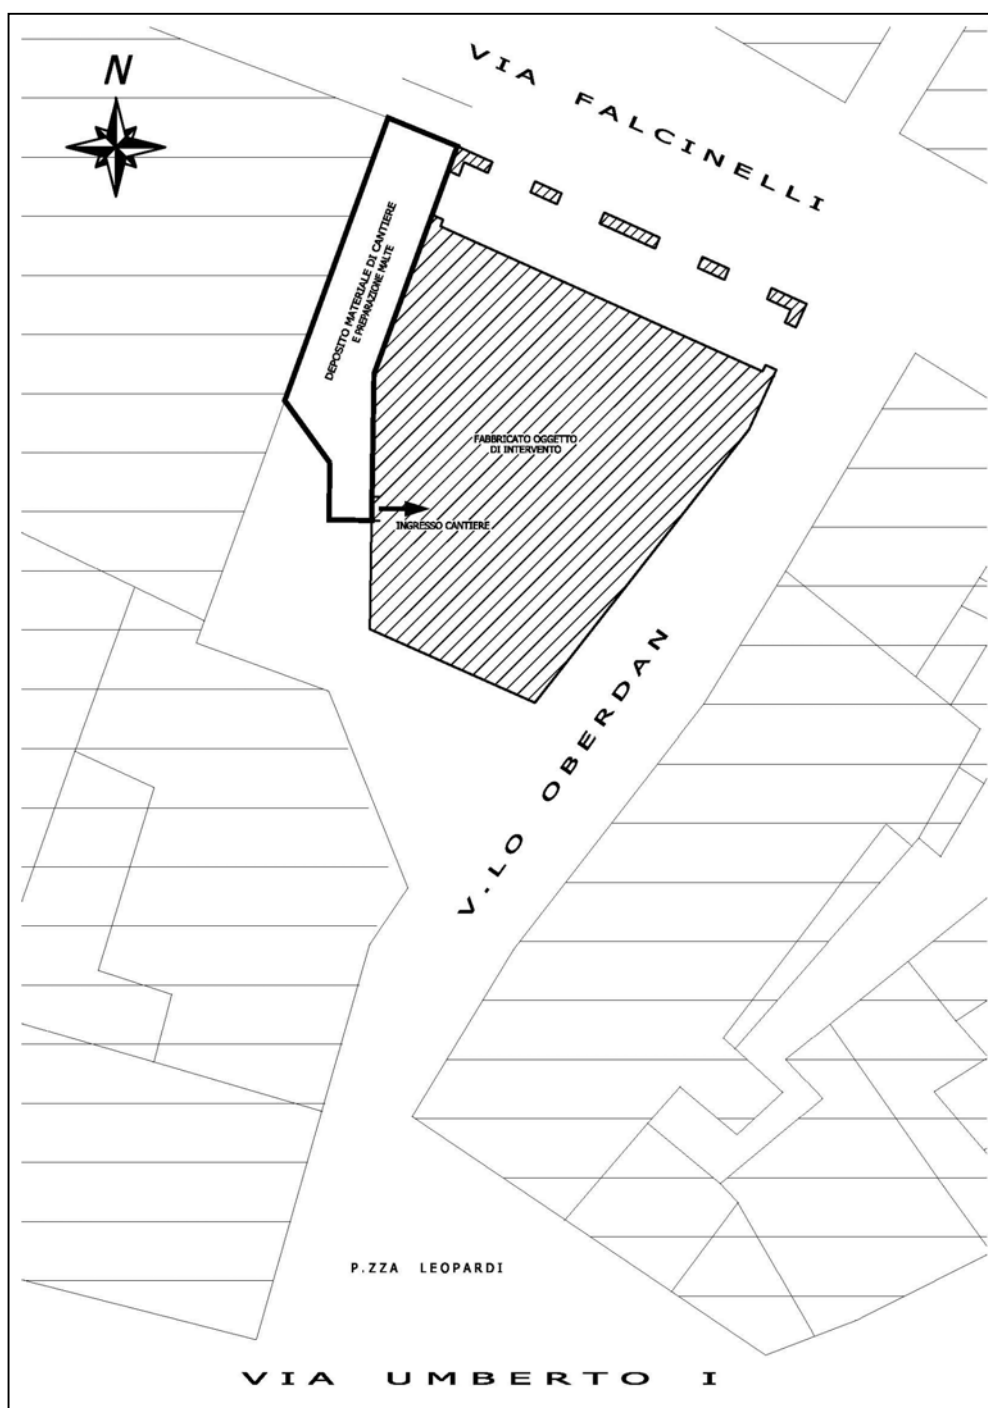 N
VIA FALCINELLI
DEPOSITO MATERIALE DI CANTIERE
E PREPARAZIONE MALTE
FABBRICATO OGGETTO
DI INTERVENTO
INGRESSO CANTIERE
V.LO OBERDAN
P.ZZA LEOPARDI
VIA UMBERTO I